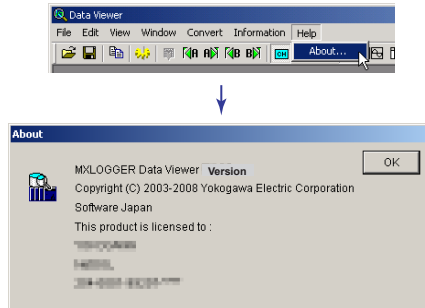 Data Viewer
File Edit View Window Convert Information Help
CH
About...
About
MXLOGGER Data Viewer Version
OK
Copyright (C) 2003-2008 Yokogawa Electric Corporation
Software Japan
This product is licensed to :